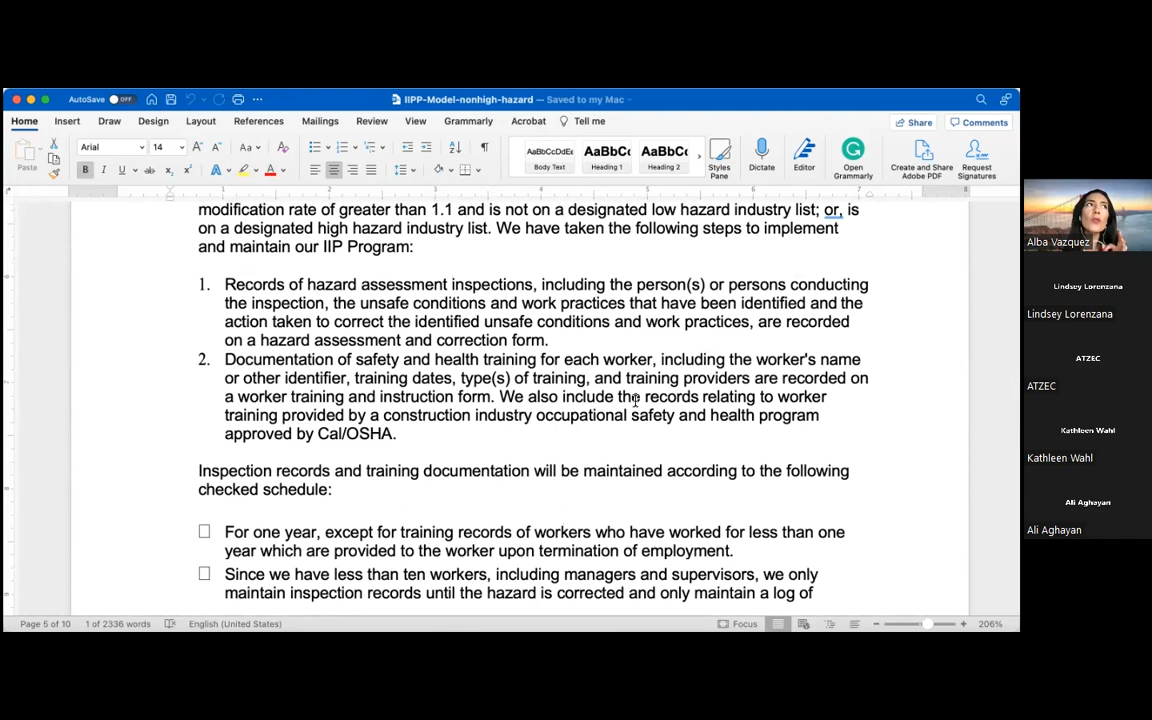 AutoSave OFF
IIPP-Model-nonhigh-hazard — Saved to my Mac
Home Insert Draw Design Layout References Mailings Review View Grammarly Acrobat Tell me
Share Comments
Paste
Arial 14
Aa
B I U ab x₂ x²
AaBbCcDdEe
Body Text
AaBbCc
Heading 1
AaBbCc
Heading 2
Styles Pane
Dictate
Editor
Open Grammarly
Create and Share Adobe PDF
Request Signatures
1 2 3 4 5 6 7 8
modification rate of greater than 1.1 and is not on a designated low hazard industry list; or, is
on a designated high hazard industry list. We have taken the following steps to implement
and maintain our IIP Program:
1. Records of hazard assessment inspections, including the person(s) or persons conducting
the inspection, the unsafe conditions and work practices that have been identified and the
action taken to correct the identified unsafe conditions and work practices, are recorded
on a hazard assessment and correction form.
2. Documentation of safety and health training for each worker, including the worker's name
or other identifier, training dates, type(s) of training, and training providers are recorded on
a worker training and instruction form. We also include the records relating to worker
training provided by a construction industry occupational safety and health program
approved by Cal/OSHA.
Inspection records and training documentation will be maintained according to the following
checked schedule:
For one year, except for training records of workers who have worked for less than one
year which are provided to the worker upon termination of employment.
Since we have less than ten workers, including managers and supervisors, we only
maintain inspection records until the hazard is corrected and only maintain a log of
Page 5 of 10 1 of 2336 words English (United States) Focus 206%
Alba Vazquez
Lindsey Lorenzana
Lindsey Lorenzana
ATZEC
ATZEC
Kathleen Wahl
Kathleen Wahl
Ali Aghayan
Ali Aghayan